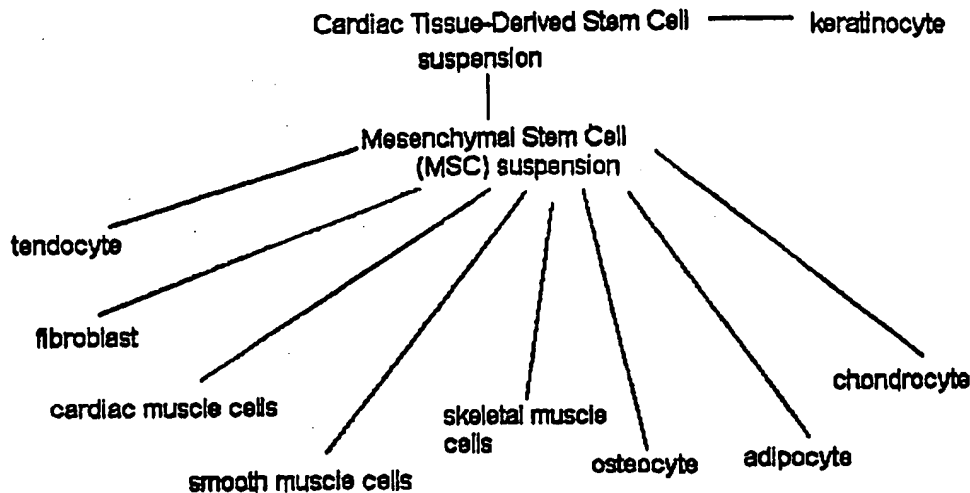 Cardiac Tissue-Derived Stem Cell
suspension
keratinocyte
Mesenchymal Stem Cell
(MSC) suspension
tendocyte
fibroblast
cardiac muscle cells
smooth muscle cells
skeletal muscle
cells
osteocyte
adipocyte
chondrocyte